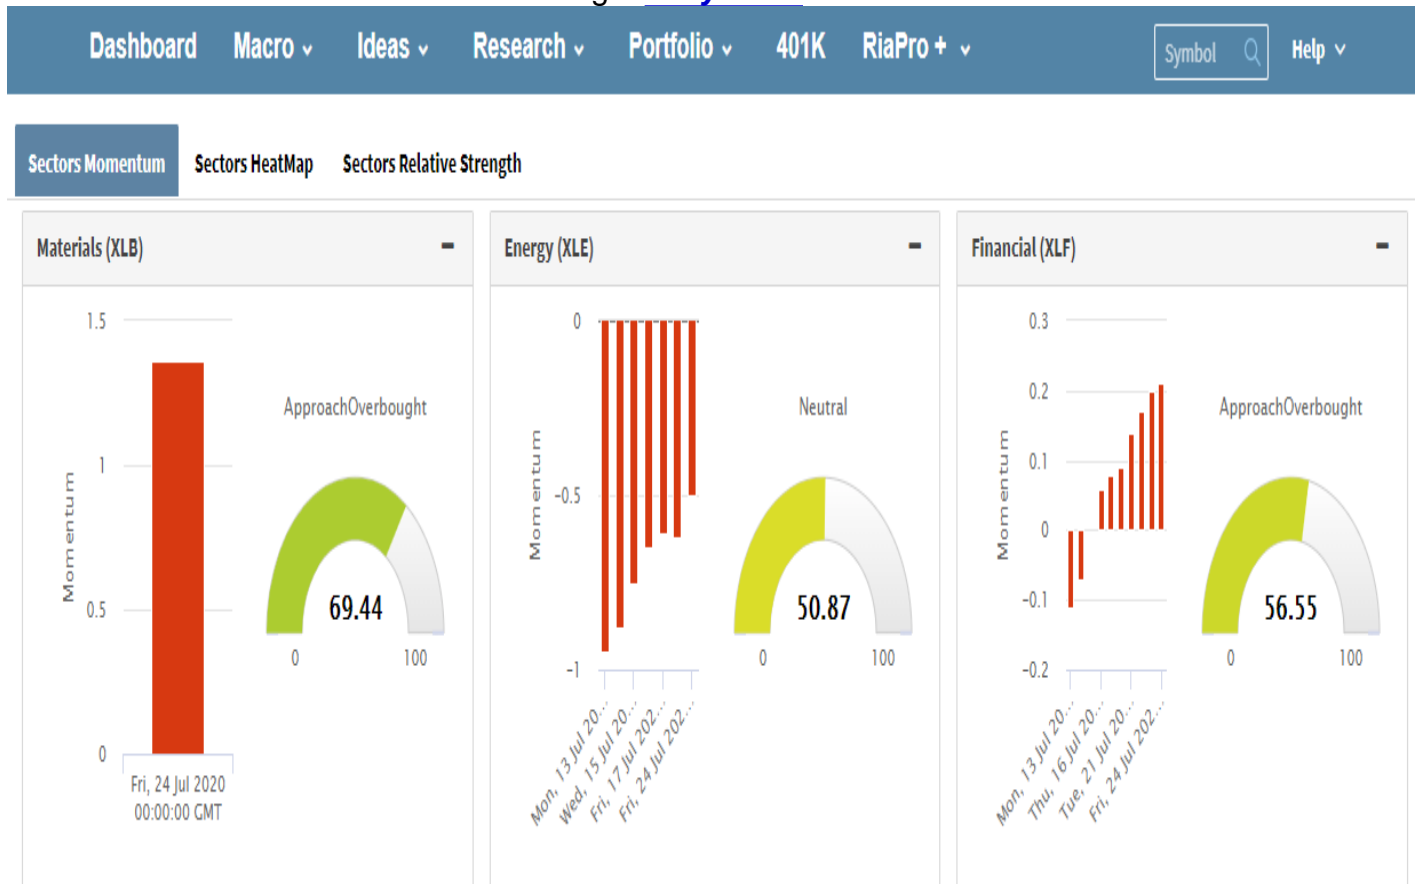 Dashboard Macro Ideas Research Portfolio 401K RiaPro + Symbol Help
Sectors Momentum Sectors HeatMap Sectors Relative Strength
Materials (XLB)
1.5
1
0.5
0
Momentum
Fri, 24 Jul 2020
00:00:00 GMT
ApproachOverbought
69.44
0 100
Energy (XLE)
0
-0.5
-1
Momentum
Mon, 13 Jul 20...
Wed, 15 Jul 20...
Fri, 17 Jul 202...
Fri, 24 Jul 202...
Neutral
50.87
0 100
Financial (XLF)
0.3
0.2
0.1
0
-0.1
-0.2
Momentum
Mon, 13 Jul 20...
Thu, 16 Jul 20...
Tue, 21 Jul 20...
Fri, 24 Jul 202...
ApproachOverbought
56.55
0 100